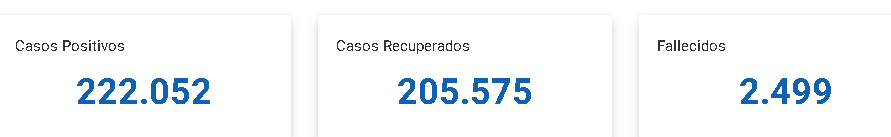 Casos Positivos
222.052
Casos Recuperados
205.575
Fallecidos
2.499